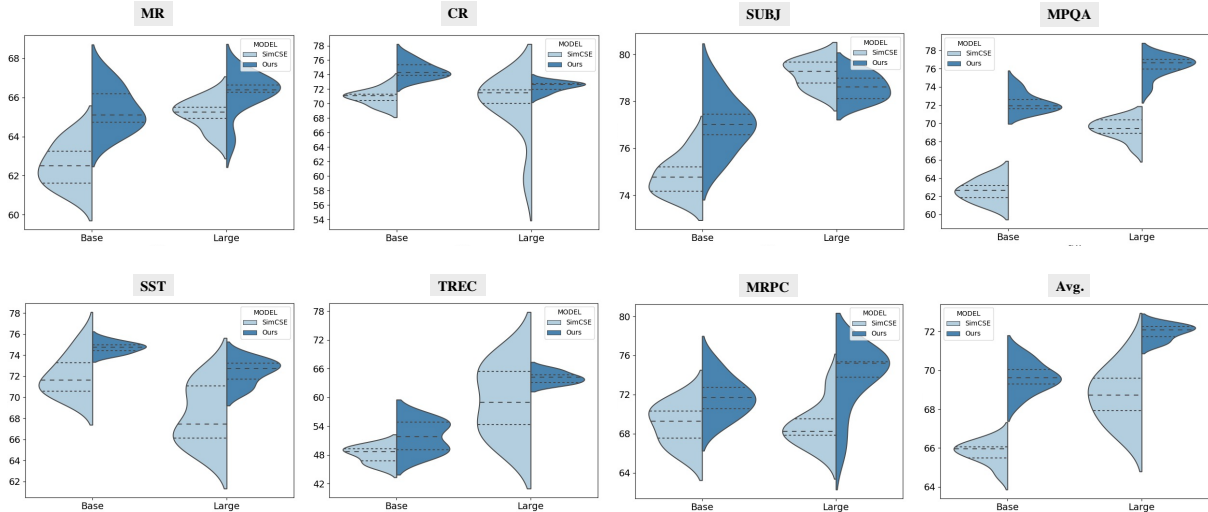 MR
MODEL
SimCSE
Ours
68
66
64
62
60
Base
Large
CR
MODEL
SimCSE
Ours
78
76
74
72
70
68
66
64
62
60
58
56
54
Base
Large
SUBJ
MODEL
SimCSE
Ours
80
78
76
74
Base
Large
MPQA
MODEL
SimCSE
Ours
78
76
74
72
70
68
66
64
62
60
Base
Large
SST
MODEL
SimCSE
Ours
78
76
74
72
70
68
66
64
62
Base
Large
TREC
MODEL
SimCSE
Ours
78
72
66
60
54
48
42
Base
Large
MRPC
MODEL
SimCSE
Ours
80
76
72
68
64
Base
Large
Avg.
MODEL
SimCSE
Ours
72
70
68
66
64
Base
Large